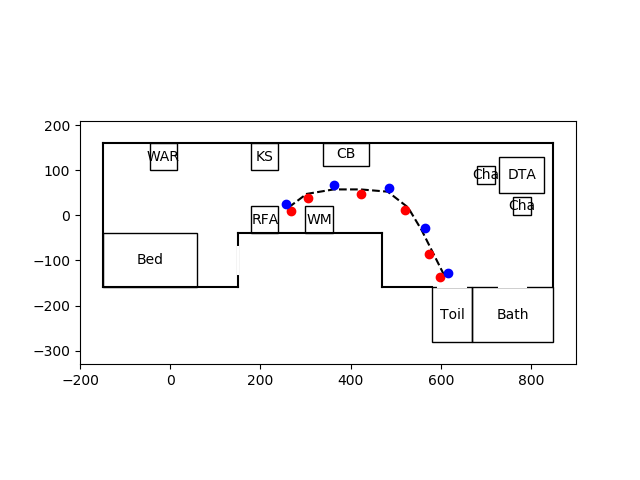 200
100
0
−100
−200
−300
WAR
KS
CB
Cha
DTA
Cha
RFA
WM
Bed
Toil
Bath
−200
0
200
400
600
800